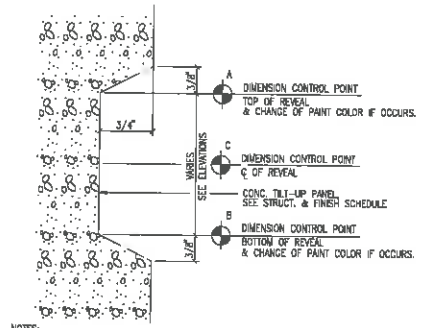 A
3/8"
DIMENSION CONTROL POINT
TOP OF REVEAL
& CHANGE OF PAINT COLOR IF OCCURS.
3/4"
C
VARIES
SEE ELEVATIONS
DIMENSION CONTROL POINT
℄ OF REVEAL
CONC. TILT-UP PANEL
SEE STRUCT. & FINISH SCHEDULE
B
3/8"
DIMENSION CONTROL POINT
BOTTOM OF REVEAL
& CHANGE OF PAINT COLOR IF OCCURS.
NOTES: